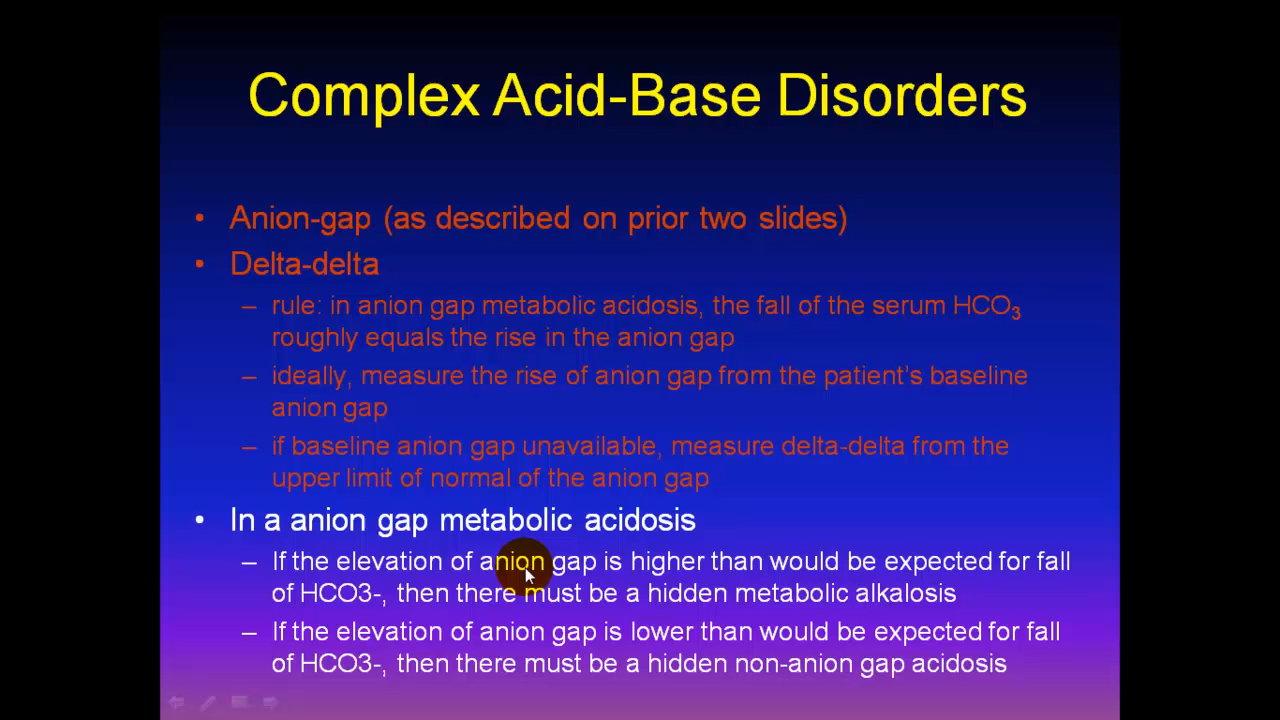 Complex Acid-Base Disorders
• Anion-gap (as described on prior two slides)
• Delta-delta
– rule: in anion gap metabolic acidosis, the fall of the serum HCO₃
roughly equals the rise in the anion gap
– ideally, measure the rise of anion gap from the patient's baseline
anion gap
– if baseline anion gap unavailable, measure delta-delta from the
upper limit of normal of the anion gap
• In a anion gap metabolic acidosis
– If the elevation of anion gap is higher than would be expected for fall
of HCO3-, then there must be a hidden metabolic alkalosis
– If the elevation of anion gap is lower than would be expected for fall
of HCO3-, then there must be a hidden non-anion gap acidosis